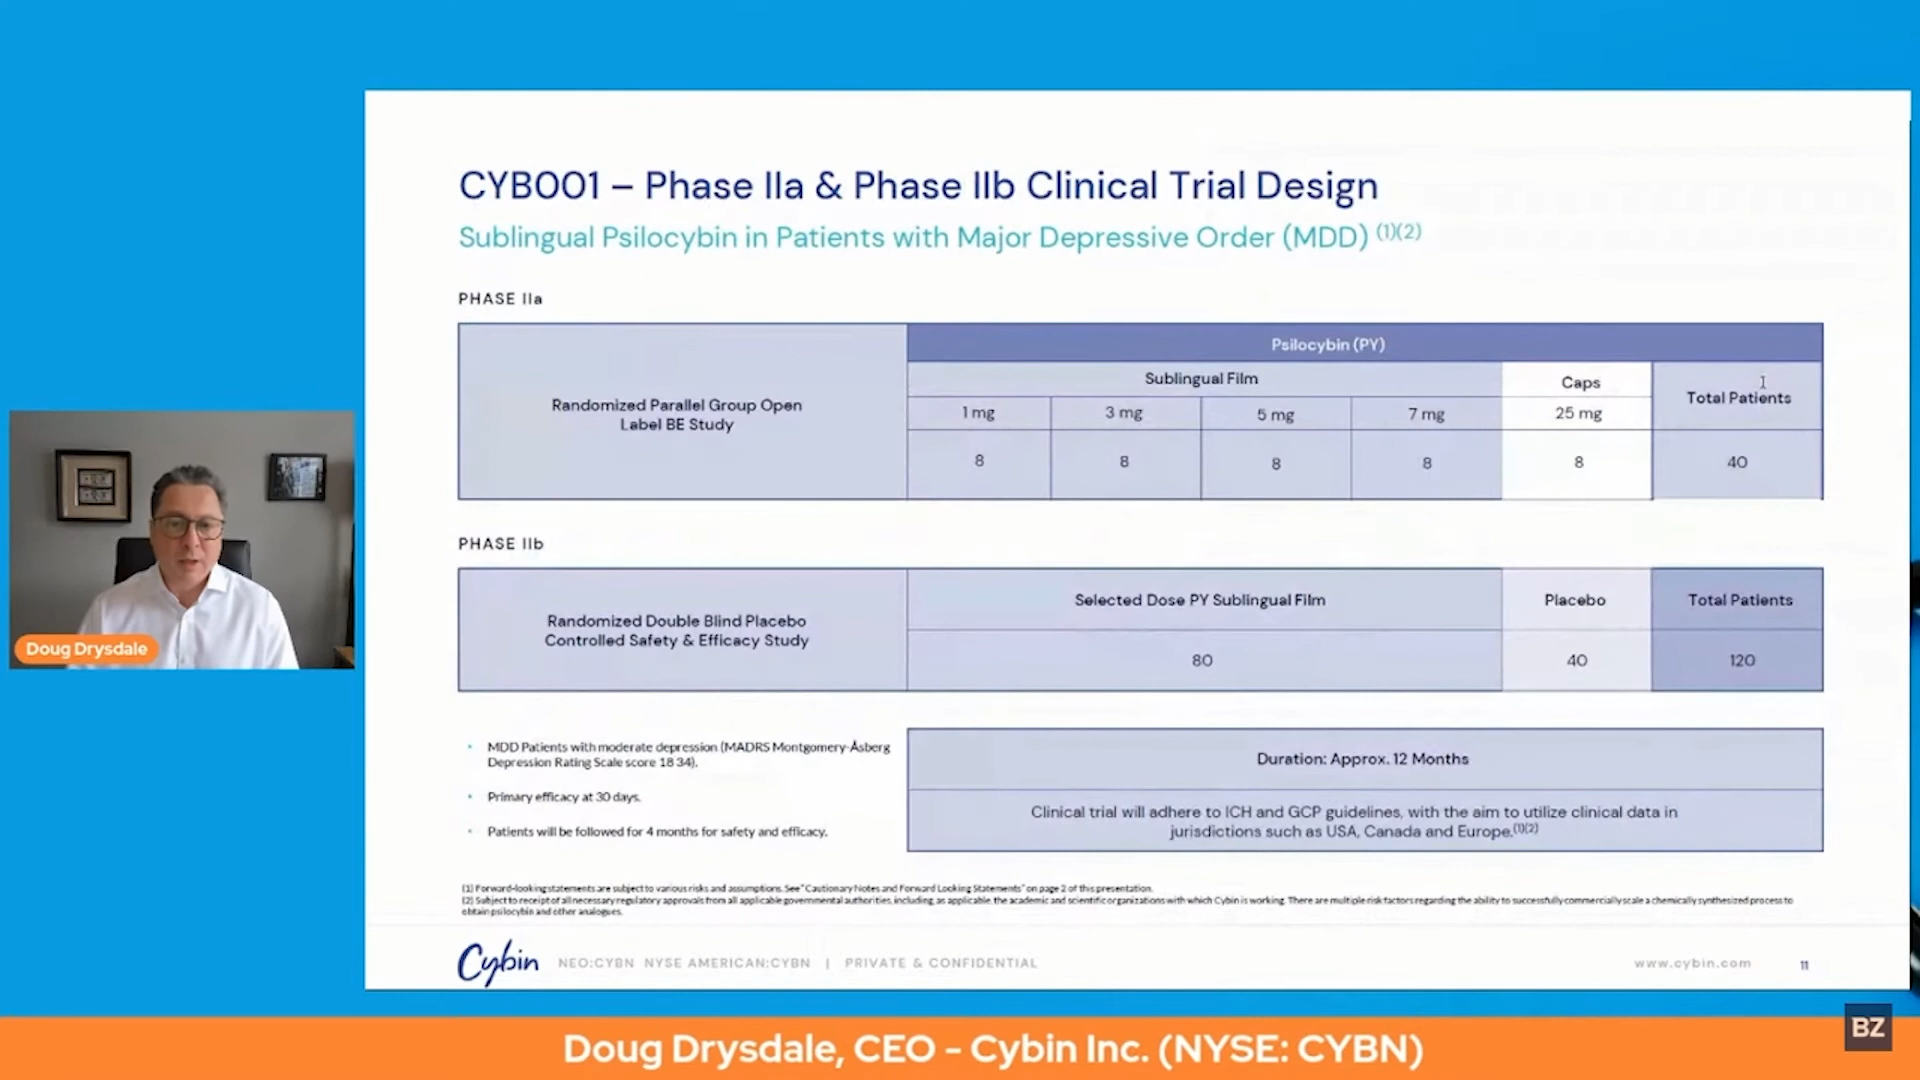 CYB001 – Phase IIa & Phase IIb Clinical Trial Design
Sublingual Psilocybin in Patients with Major Depressive Order (MDD) (1)(2)
PHASE IIa
Randomized Parallel Group Open
Label BE Study
Psilocybin (PY)
Sublingual Film
Caps
Total Patients
1 mg
3 mg
5 mg
7 mg
25 mg
8
8
8
8
8
40
PHASE IIb
Randomized Double Blind Placebo
Controlled Safety & Efficacy Study
Selected Dose PY Sublingual Film
Placebo
Total Patients
80
40
120
• MDD Patients with moderate depression (MADRS Montgomery-Åsberg
Depression Rating Scale score 18 34).
• Primary efficacy at 30 days.
• Patients will be followed for 4 months for safety and efficacy.
Duration: Approx. 12 Months
Clinical trial will adhere to ICH and GCP guidelines, with the aim to utilize clinical data in
jurisdictions such as USA, Canada and Europe.(1)(2)
(1) Forward-looking statements are subject to various risks and assumptions. See "Cautionary Notes and Forward Looking Statements" on page 2 of this presentation.
(2) Subject to receipt of all necessary regulatory approvals from all applicable governmental authorities, including, as applicable, the academic and scientific organizations with which Cybin is working. There are multiple risk factors regarding the ability to successfully commercially scale a chemically synthesized process to
obtain psilocybin and other analogues.
Cybin NEO:CYBN NYSE AMERICAN:CYBN | PRIVATE & CONFIDENTIAL
www.cybin.com 11
Doug Drysdale
Doug Drysdale, CEO - Cybin Inc. (NYSE: CYBN)
BZ